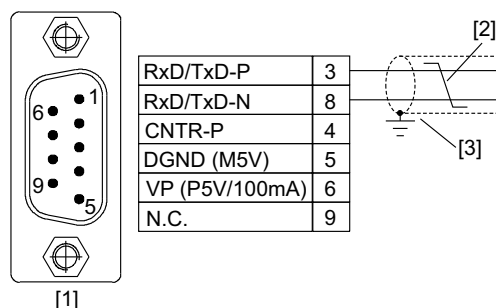 [2]
1
6
9
5
RxD/TxD-P 3
RxD/TxD-N 8
CNTR-P 4
DGND (M5V) 5
VP (P5V/100mA) 6
N.C. 9
[3]
[1]